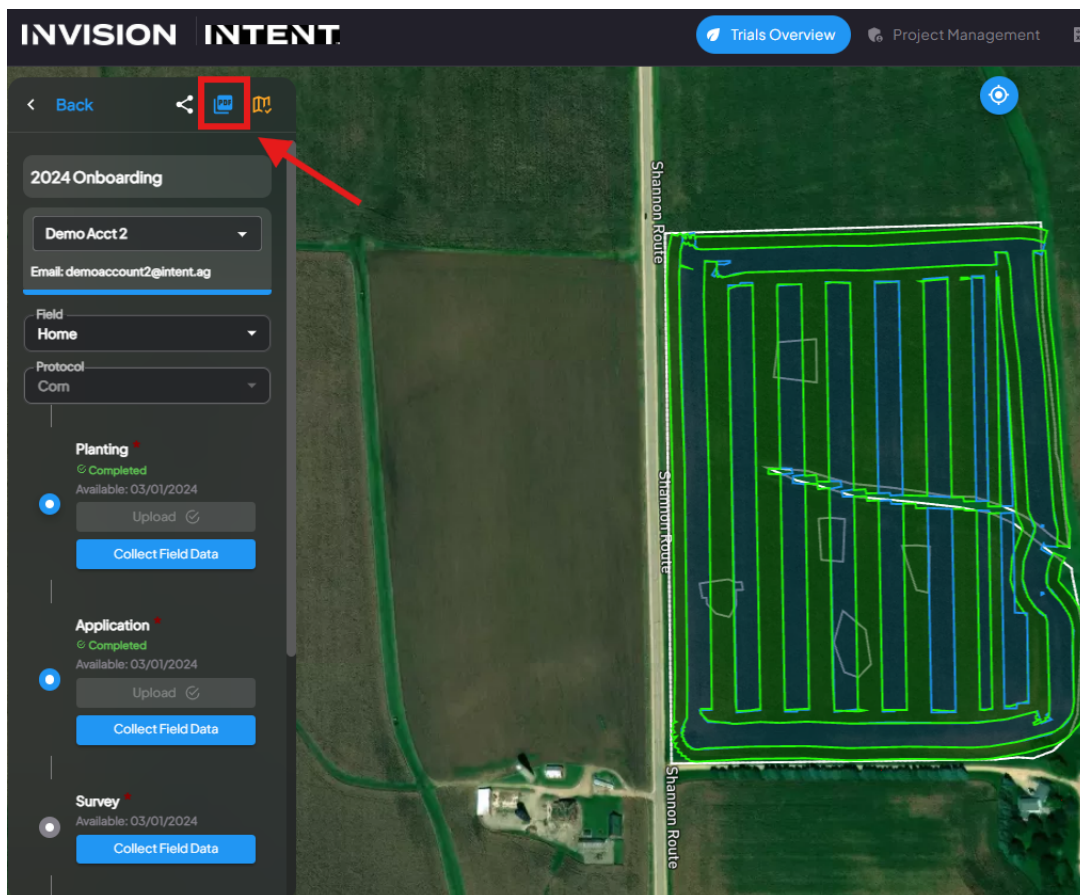 INVISION INTENT
Trials Overview
Project Management
Back
PDF
2024 Onboarding
Demo Acct 2
Email: demoaccount2@intent.ag
Field
Home
Protocol
Corn
Planting *
Completed
Available: 03/01/2024
Upload
Collect Field Data
Application *
Completed
Available: 03/01/2024
Upload
Collect Field Data
Survey *
Available: 03/01/2024
Collect Field Data
Shannon Route
Shannon Route
Shannon Route